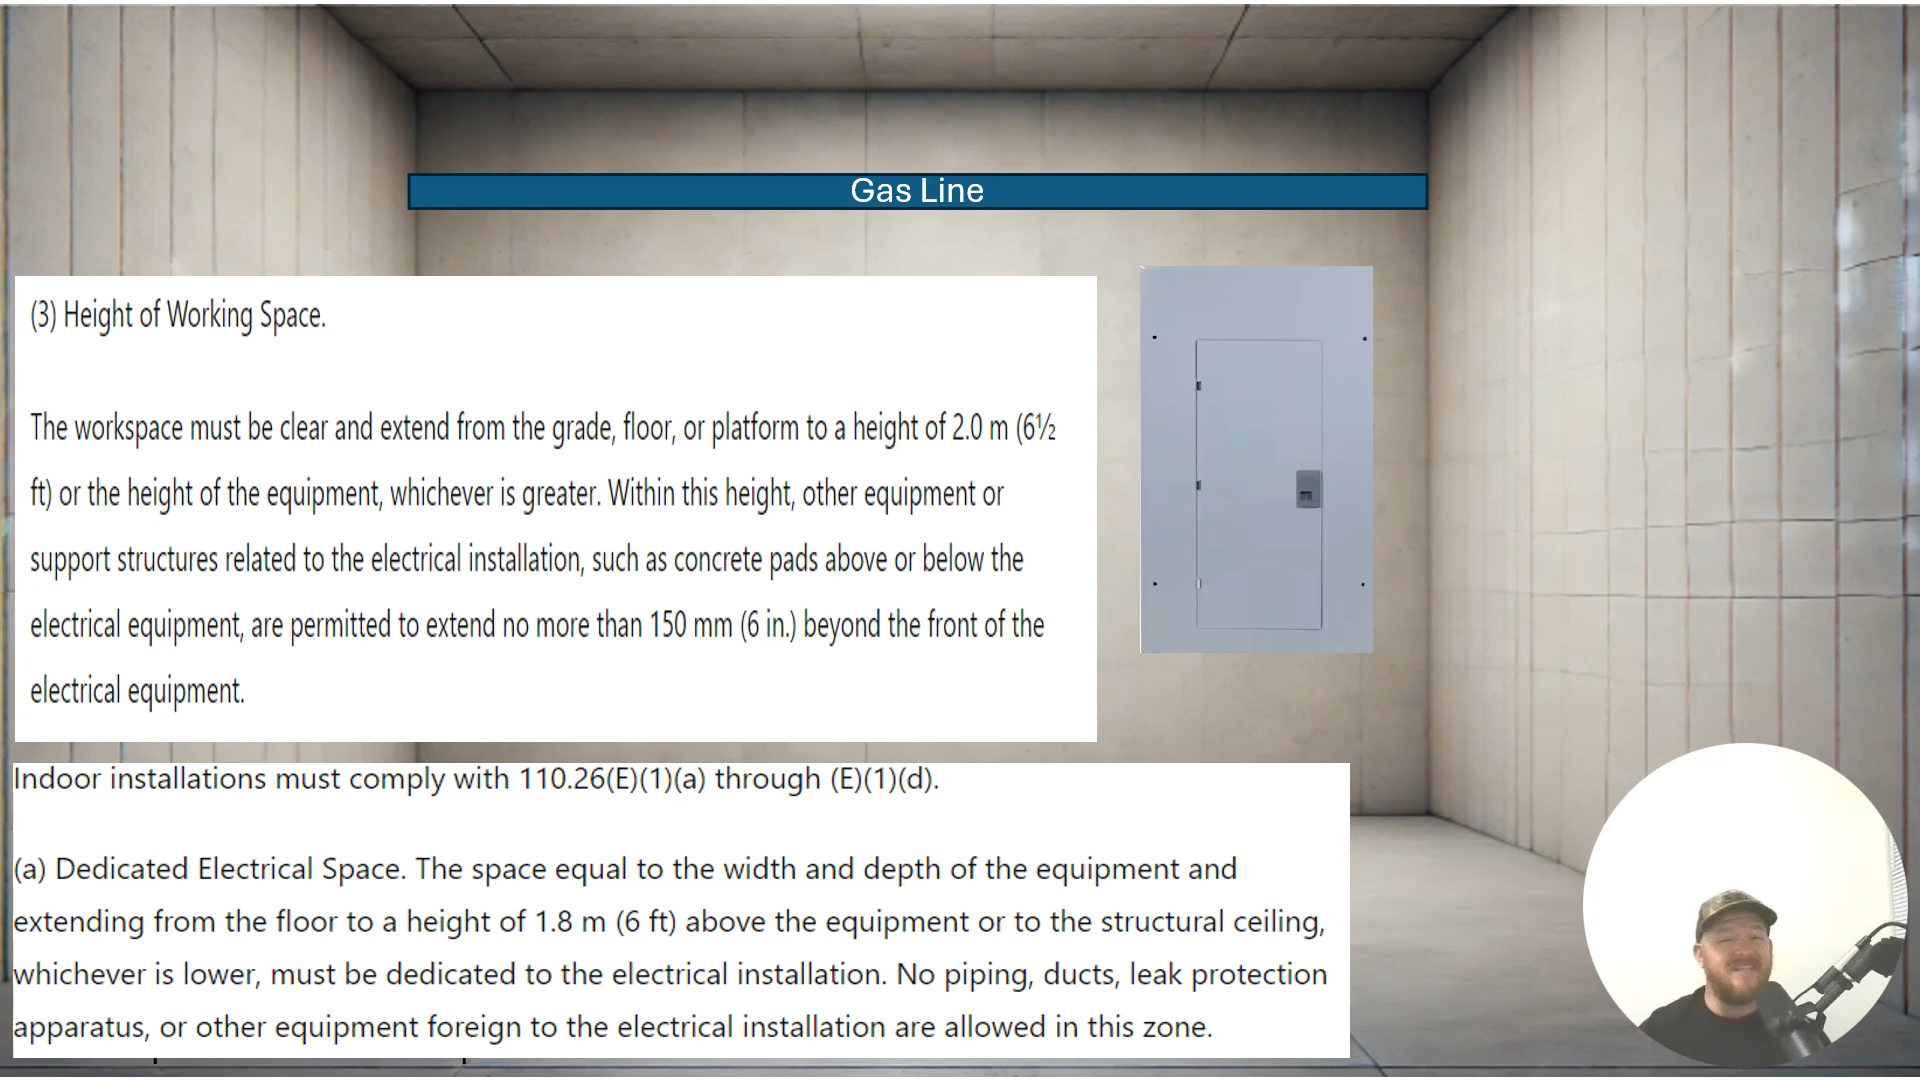 Gas Line
(3) Height of Working Space.
The workspace must be clear and extend from the grade, floor, or platform to a height of 2.0 m (6½
ft) or the height of the equipment, whichever is greater. Within this height, other equipment or
support structures related to the electrical installation, such as concrete pads above or below the
electrical equipment, are permitted to extend no more than 150 mm (6 in.) beyond the front of the
electrical equipment.
Indoor installations must comply with 110.26(E)(1)(a) through (E)(1)(d).
(a) Dedicated Electrical Space. The space equal to the width and depth of the equipment and
extending from the floor to a height of 1.8 m (6 ft) above the equipment or to the structural ceiling,
whichever is lower, must be dedicated to the electrical installation. No piping, ducts, leak protection
apparatus, or other equipment foreign to the electrical installation are allowed in this zone.